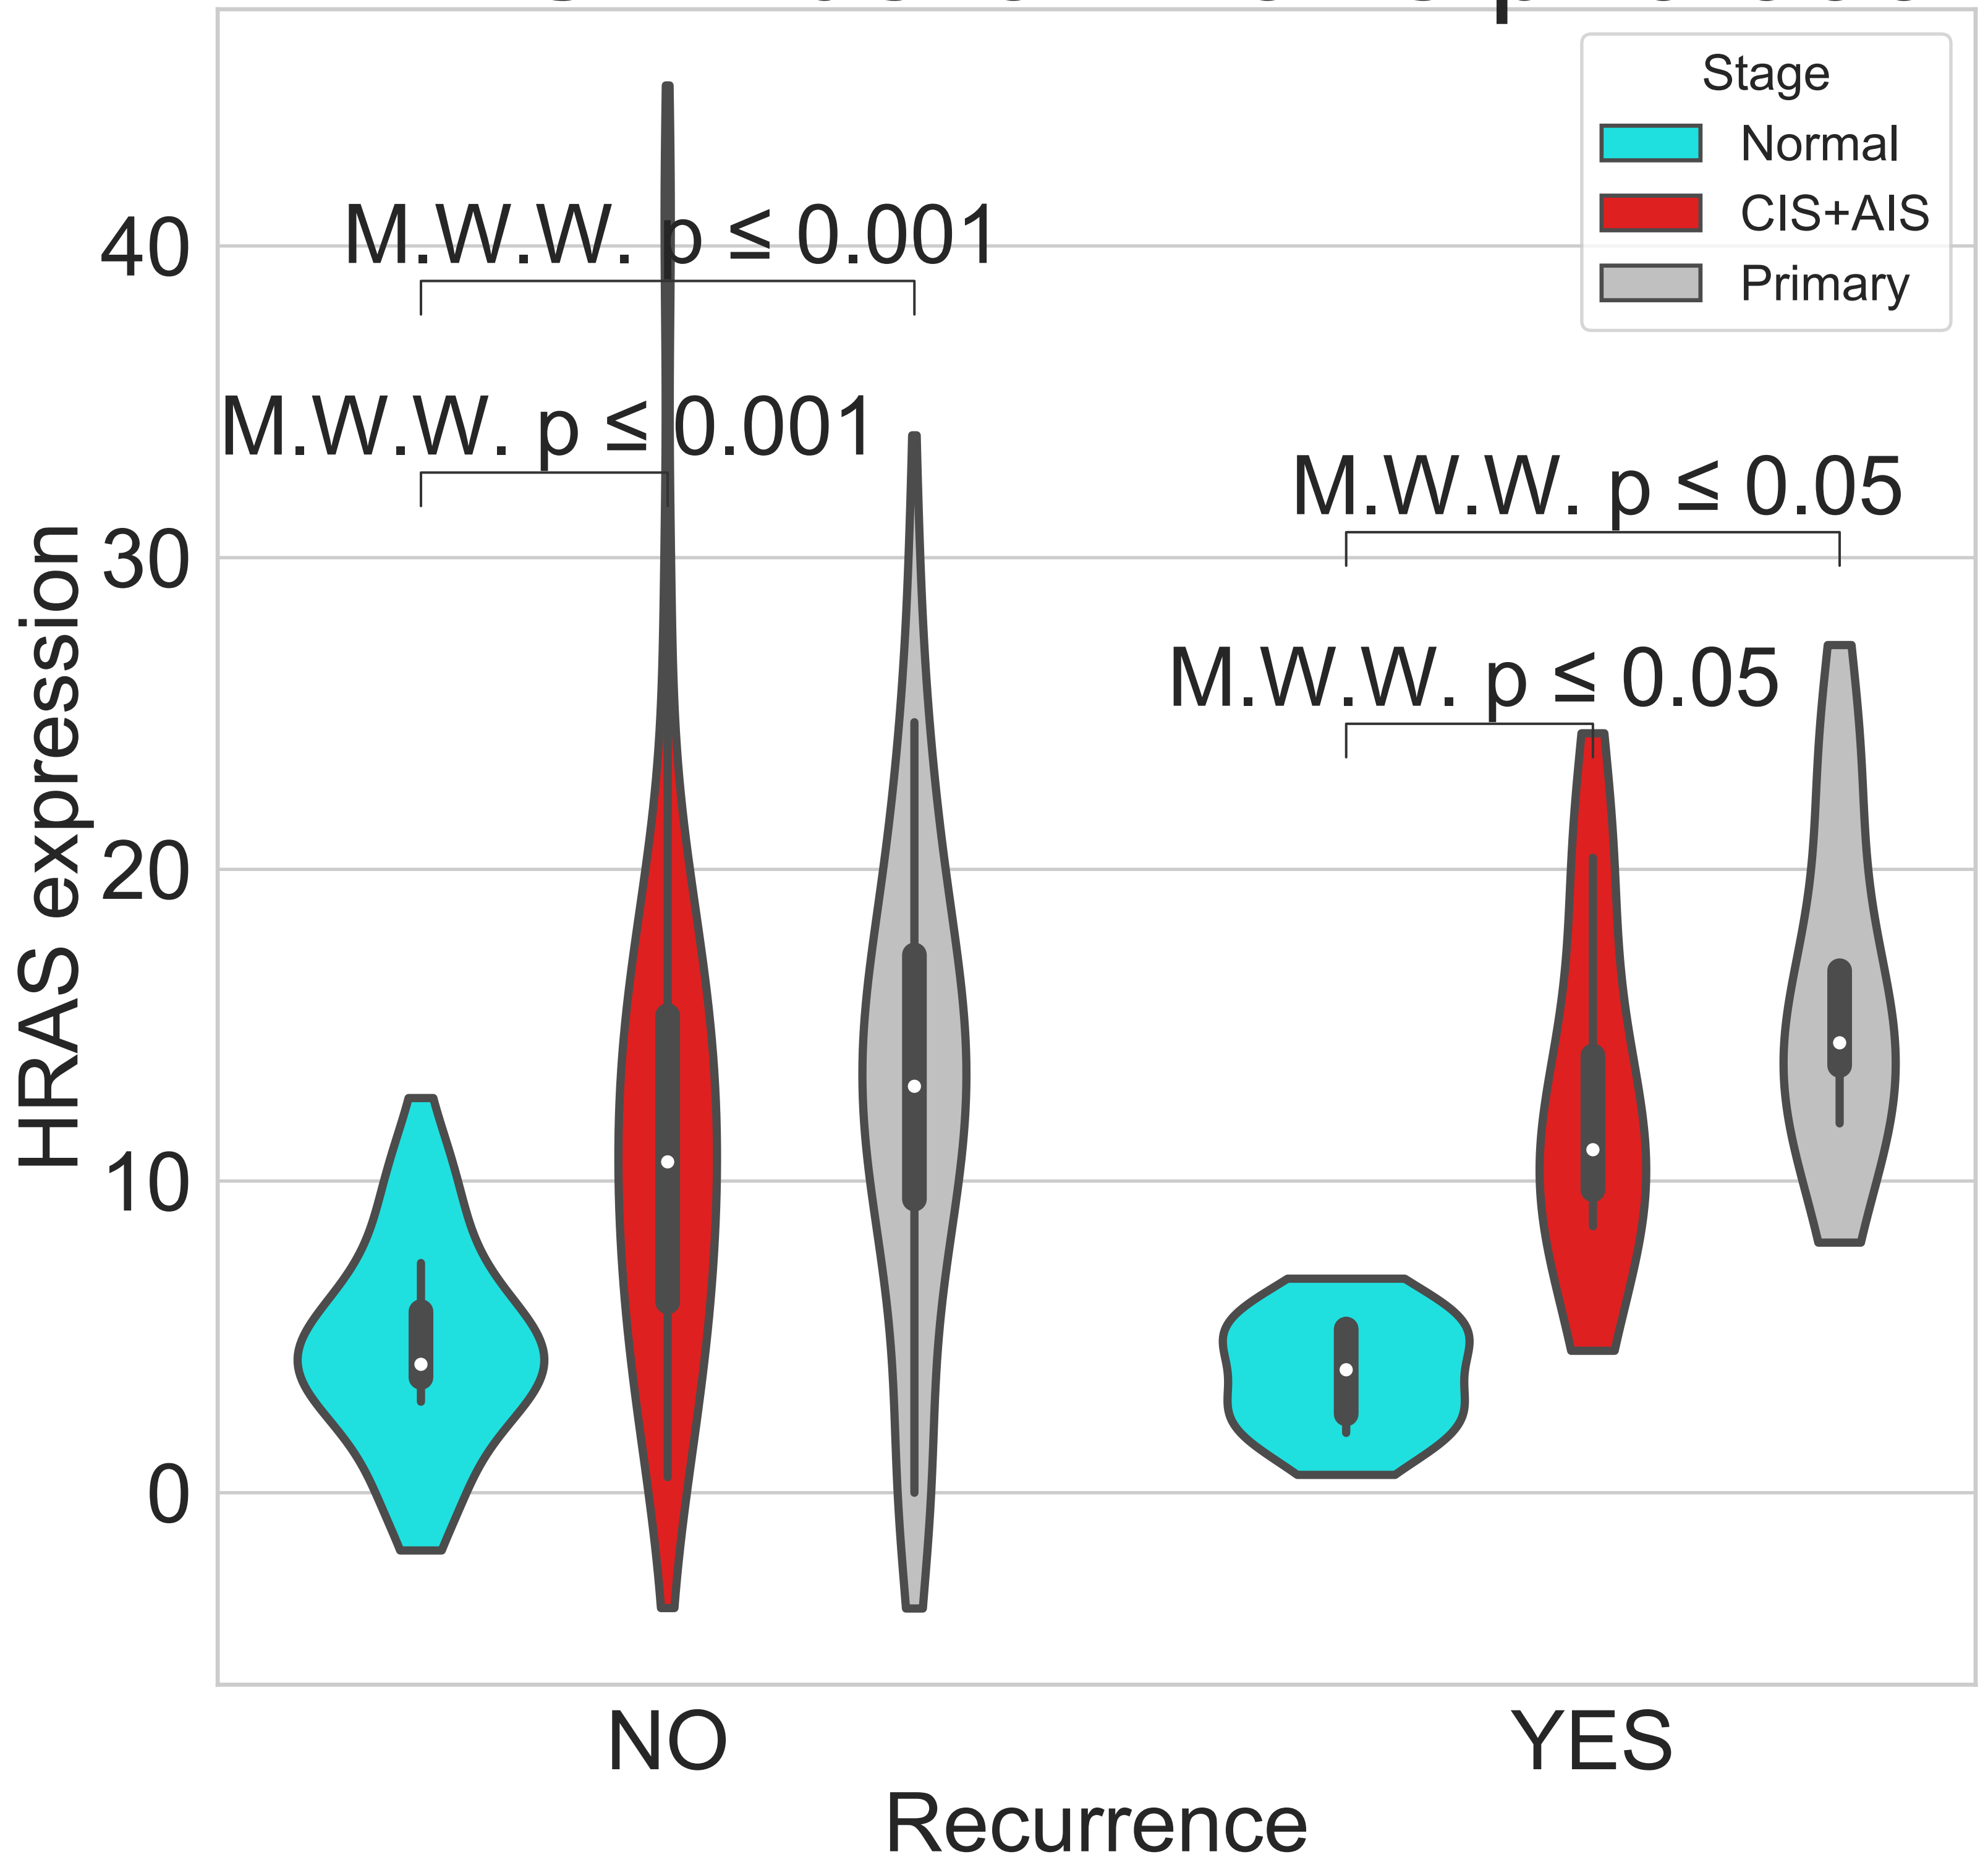 Stage
Normal
CIS+AIS
Primary
M.W.W. p ≤ 0.001
M.W.W. p ≤ 0.001
M.W.W. p ≤ 0.05
M.W.W. p ≤ 0.05
HRAS expression
40
30
20
10
0
NO
YES
Recurrence